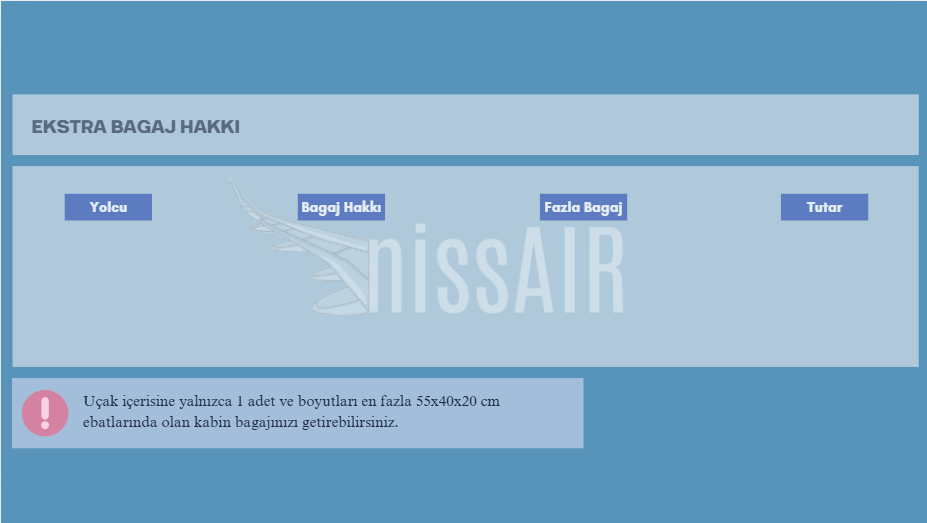 EKSTRA BAGAJ HAKKI
Yolcu Bagaj Hakkı Fazla Bagaj Tutar
nissAIR
Uçak içerisine yalnızca 1 adet ve boyutları en fazla 55x40x20 cm
ebatlarında olan kabin bagajınızı getirebilirsiniz.